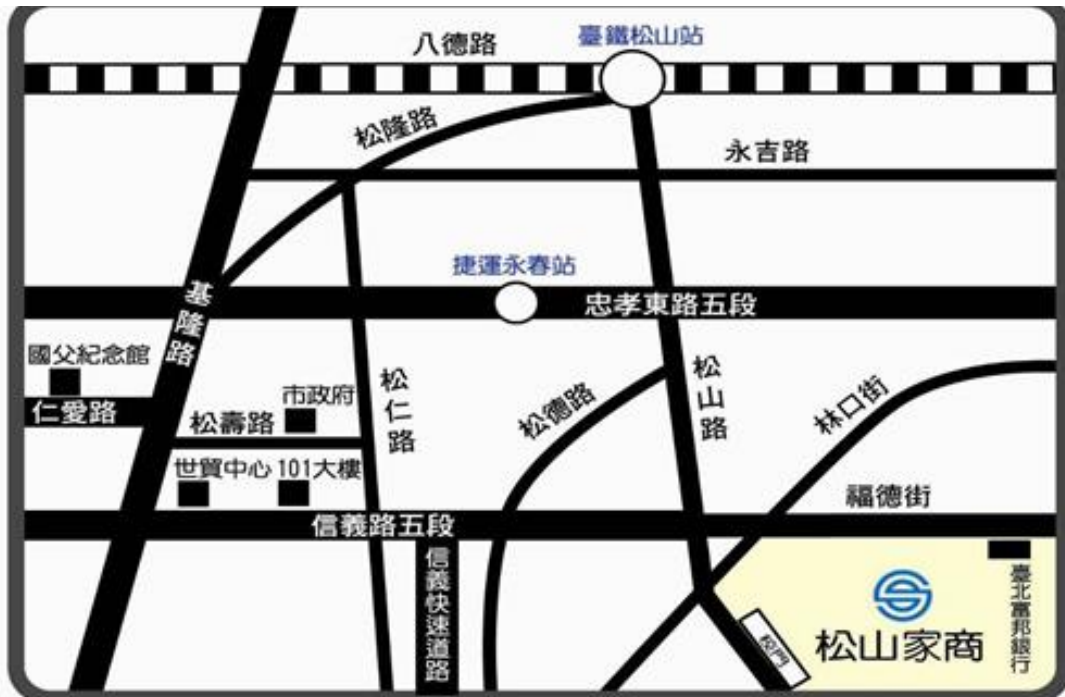 八德路
臺鐵松山站
松隆路
永吉路
捷運永春站
忠孝東路五段
基隆路
國父紀念館
仁愛路
松壽路
市政府
松仁路
松德路
松山路
林口街
世貿中心
101大樓
信義路五段
福德街
信義快速道路
校門
松山家商
臺北富邦銀行